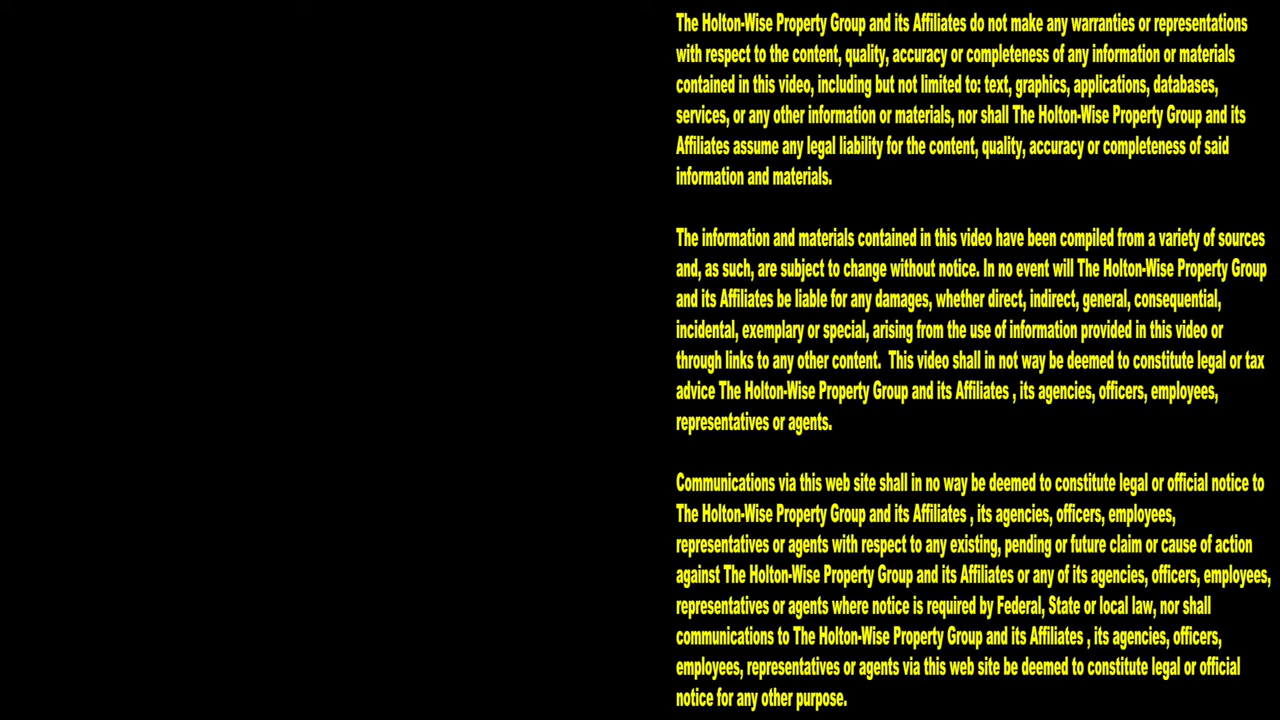 The Holton-Wise Property Group and its Affiliates do not make any warranties or representations
with respect to the content, quality, accuracy or completeness of any information or materials
contained in this video, including but not limited to: text, graphics, applications, databases,
services, or any other information or materials, nor shall The Holton-Wise Property Group and its
Affiliates assume any legal liability for the content, quality, accuracy or completeness of said
information and materials.
The information and materials contained in this video have been compiled from a variety of sources
and, as such, are subject to change without notice. In no event will The Holton-Wise Property Group
and its Affiliates be liable for any damages, whether direct, indirect, general, consequential,
incidental, exemplary or special, arising from the use of information provided in this video or
through links to any other content.  This video shall in not way be deemed to constitute legal or tax
advice The Holton-Wise Property Group and its Affiliates , its agencies, officers, employees,
representatives or agents.
Communications via this web site shall in no way be deemed to constitute legal or official notice to
The Holton-Wise Property Group and its Affiliates , its agencies, officers, employees,
representatives or agents with respect to any existing, pending or future claim or cause of action
against The Holton-Wise Property Group and its Affiliates or any of its agencies, officers, employees,
representatives or agents where notice is required by Federal, State or local law, nor shall
communications to The Holton-Wise Property Group and its Affiliates , its agencies, officers,
employees, representatives or agents via this web site be deemed to constitute legal or official
notice for any other purpose.